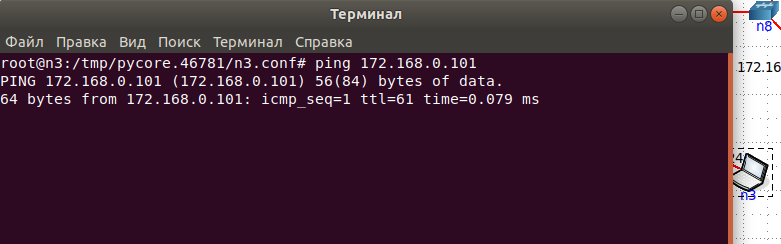 Терминал
Файл Правка Вид Поиск Терминал Справка
root@n3:/tmp/pycore.46781/n3.conf# ping 172.168.0.101
PING 172.168.0.101 (172.168.0.101) 56(84) bytes of data.
64 bytes from 172.168.0.101: icmp_seq=1 ttl=61 time=0.079 ms
n8
172.16
24
n3